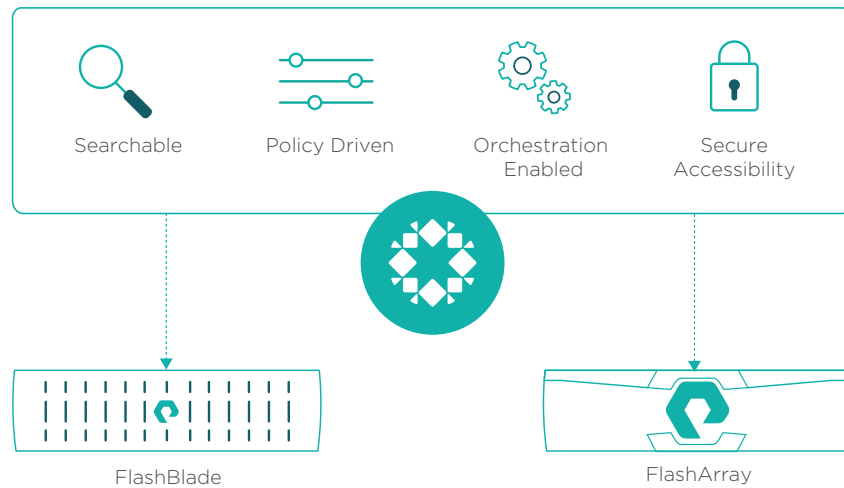 Searchable
Policy Driven
Orchestration
Enabled
Secure
Accessibility
FlashBlade
FlashArray